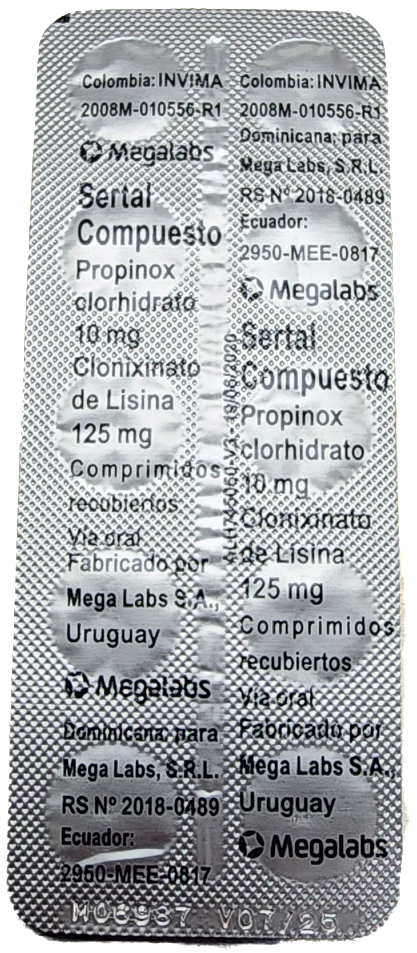 Colombia: INVIMA
2008M-010556-R1
Megalabs
Sertal
Compuesto
Propinox
clorhidrato
10 mg
Clonixinato
de Lisina
125 mg
Comprimidos
recubiertos
Vía oral
Fabricado por
Mega Labs S.A.,
Uruguay
Megalabs
Dominicana: para
Mega Labs, S.R.L.
RS Nº 2018-0489
Ecuador:
2950-MEE-0817
Colombia: INVIMA
2008M-010556-R1
Dominicana: para
Mega Labs, S.R.L.
RS Nº 2018-0489
Ecuador:
2950-MEE-0817
Megalabs
Sertal
Compuesto
Propinox
clorhidrato
10 mg
Clonixinato
de Lisina
125 mg
Comprimidos
recubiertos
Vía oral
Fabricado por
Mega Labs S.A.,
Uruguay
Megalabs
V3 - 19/06/2020
M06987 V07/25